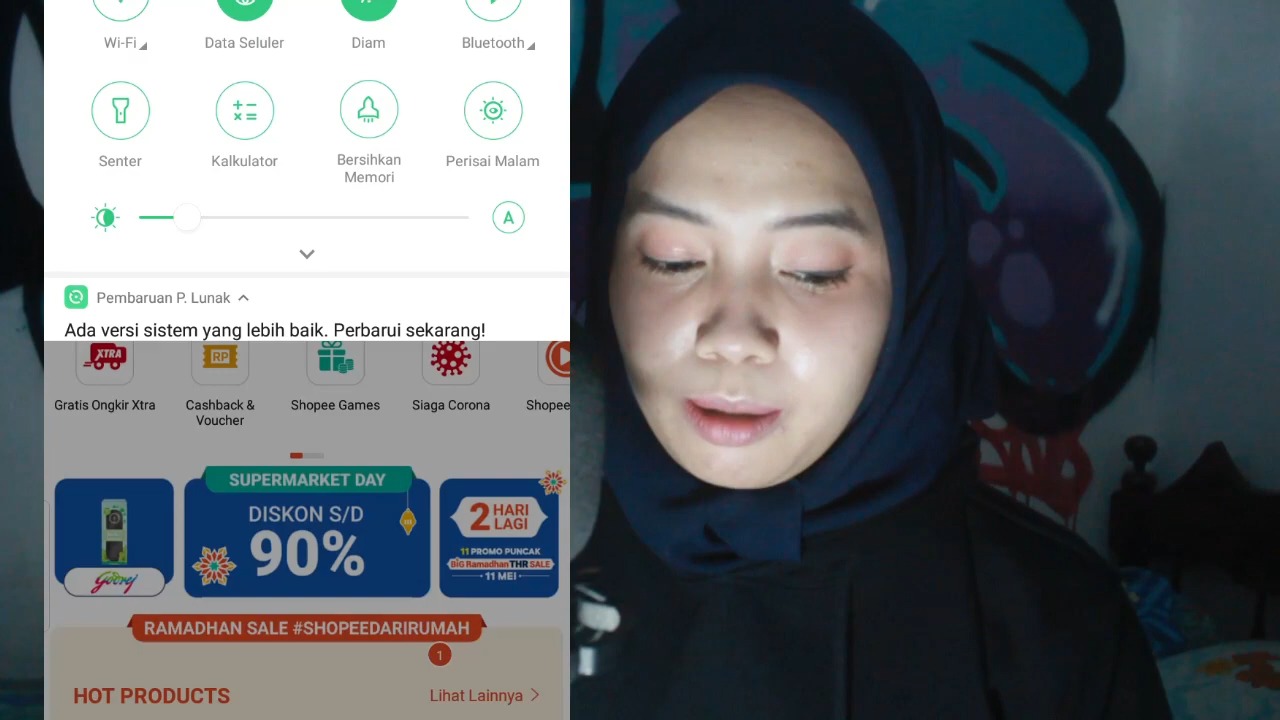 Wi-Fi
Data Seluler
Diam
Bluetooth
Senter
Kalkulator
Bersihkan
Memori
Perisai Malam
A
Pembaruan P. Lunak
Ada versi sistem yang lebih baik. Perbarui sekarang!
XTRA
RP
Gratis Ongkir Xtra
Cashback &
Voucher
Shopee Games
Siaga Corona
Shopee
SUPERMARKET DAY
DISKON S/D
90%
Godrej
2 HARI
LAGI
11 PROMO PUNCAK
BIG Ramadhan THR SALE
11 MEI
RAMADHAN SALE #SHOPEEDARIRUMAH
1
HOT PRODUCTS
Lihat Lainnya